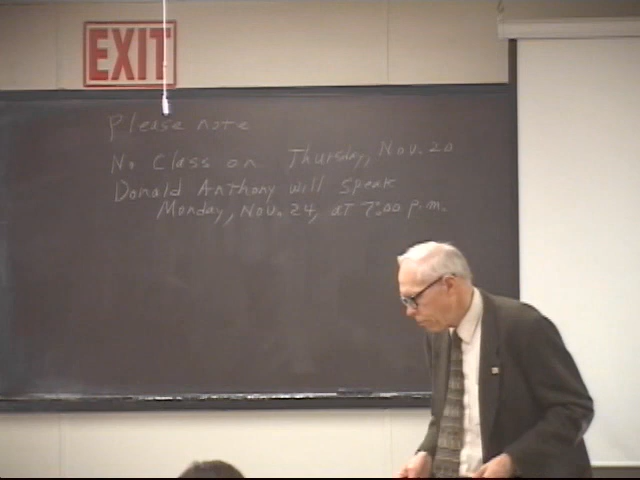 EXIT
Please note
No Class on Thursday, Nov. 20
Donald Anthony will Speak
Monday, Nov. 24, at 7:00 p.m.